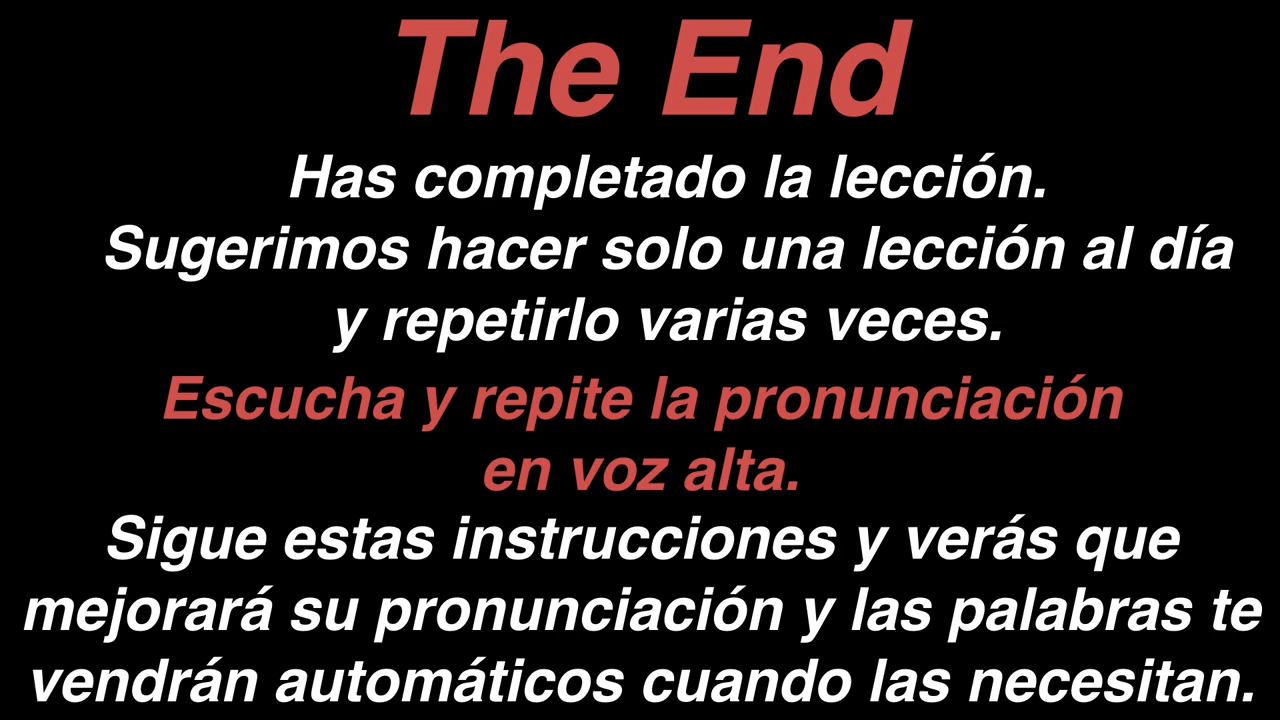 The End
Has completado la lección.
Sugerimos hacer solo una lección al día
y repetirlo varias veces.
Escucha y repite la pronunciación
en voz alta.
Sigue estas instrucciones y verás que
mejorará su pronunciación y las palabras te
vendrán automáticos cuando las necesitan.